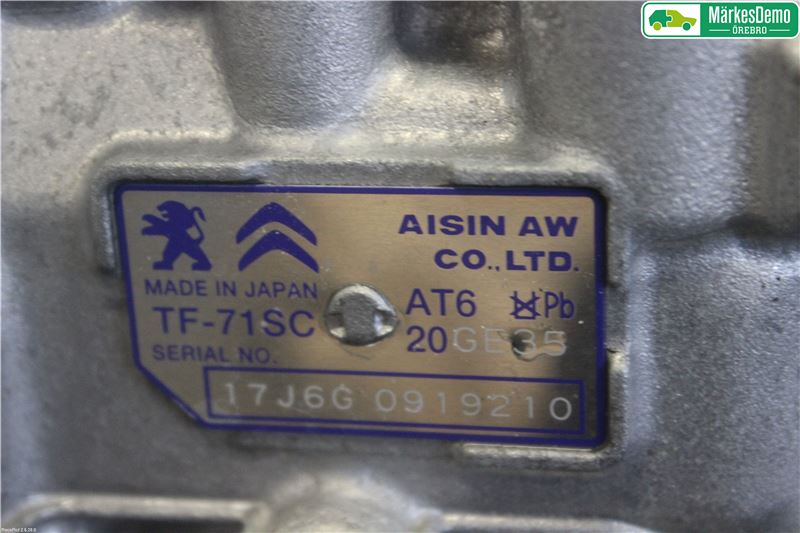 MärkesDemo
ÖREBRO
AISIN AW
CO.,LTD.
MADE IN JAPAN
AT6 Pb
TF-71SC
20GE35
SERIAL NO.
17J6G 0919210